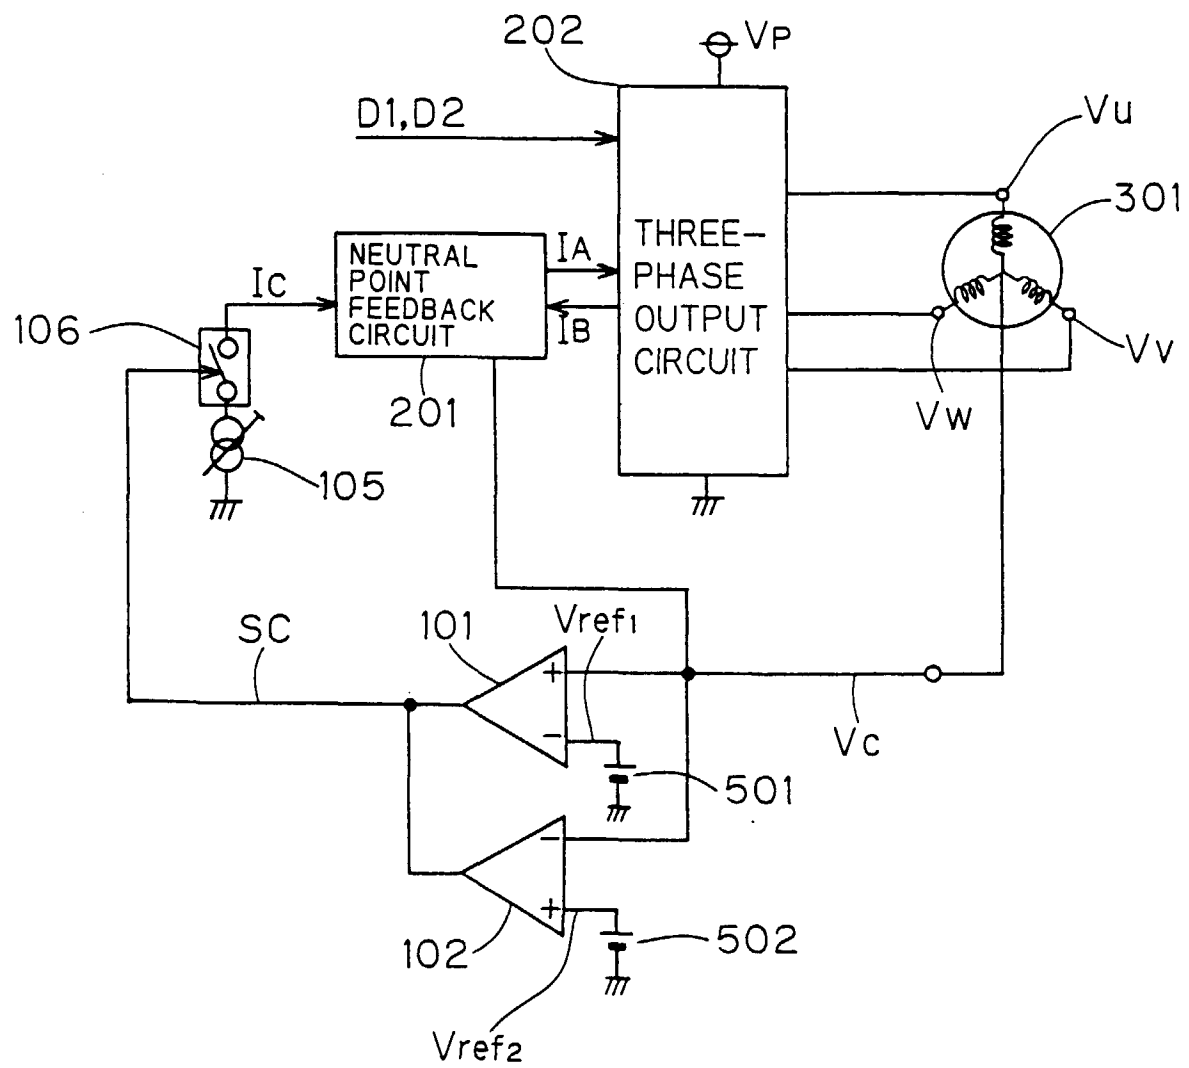 202
VP
D1,D2
Vu
301
THREE-
PHASE
OUTPUT
CIRCUIT
NEUTRAL
POINT
FEEDBACK
CIRCUIT
IA
IB
IC
106
201
105
Vv
Vw
SC
101
Vref1
Vc
501
102
502
Vref2
+
−
−
+